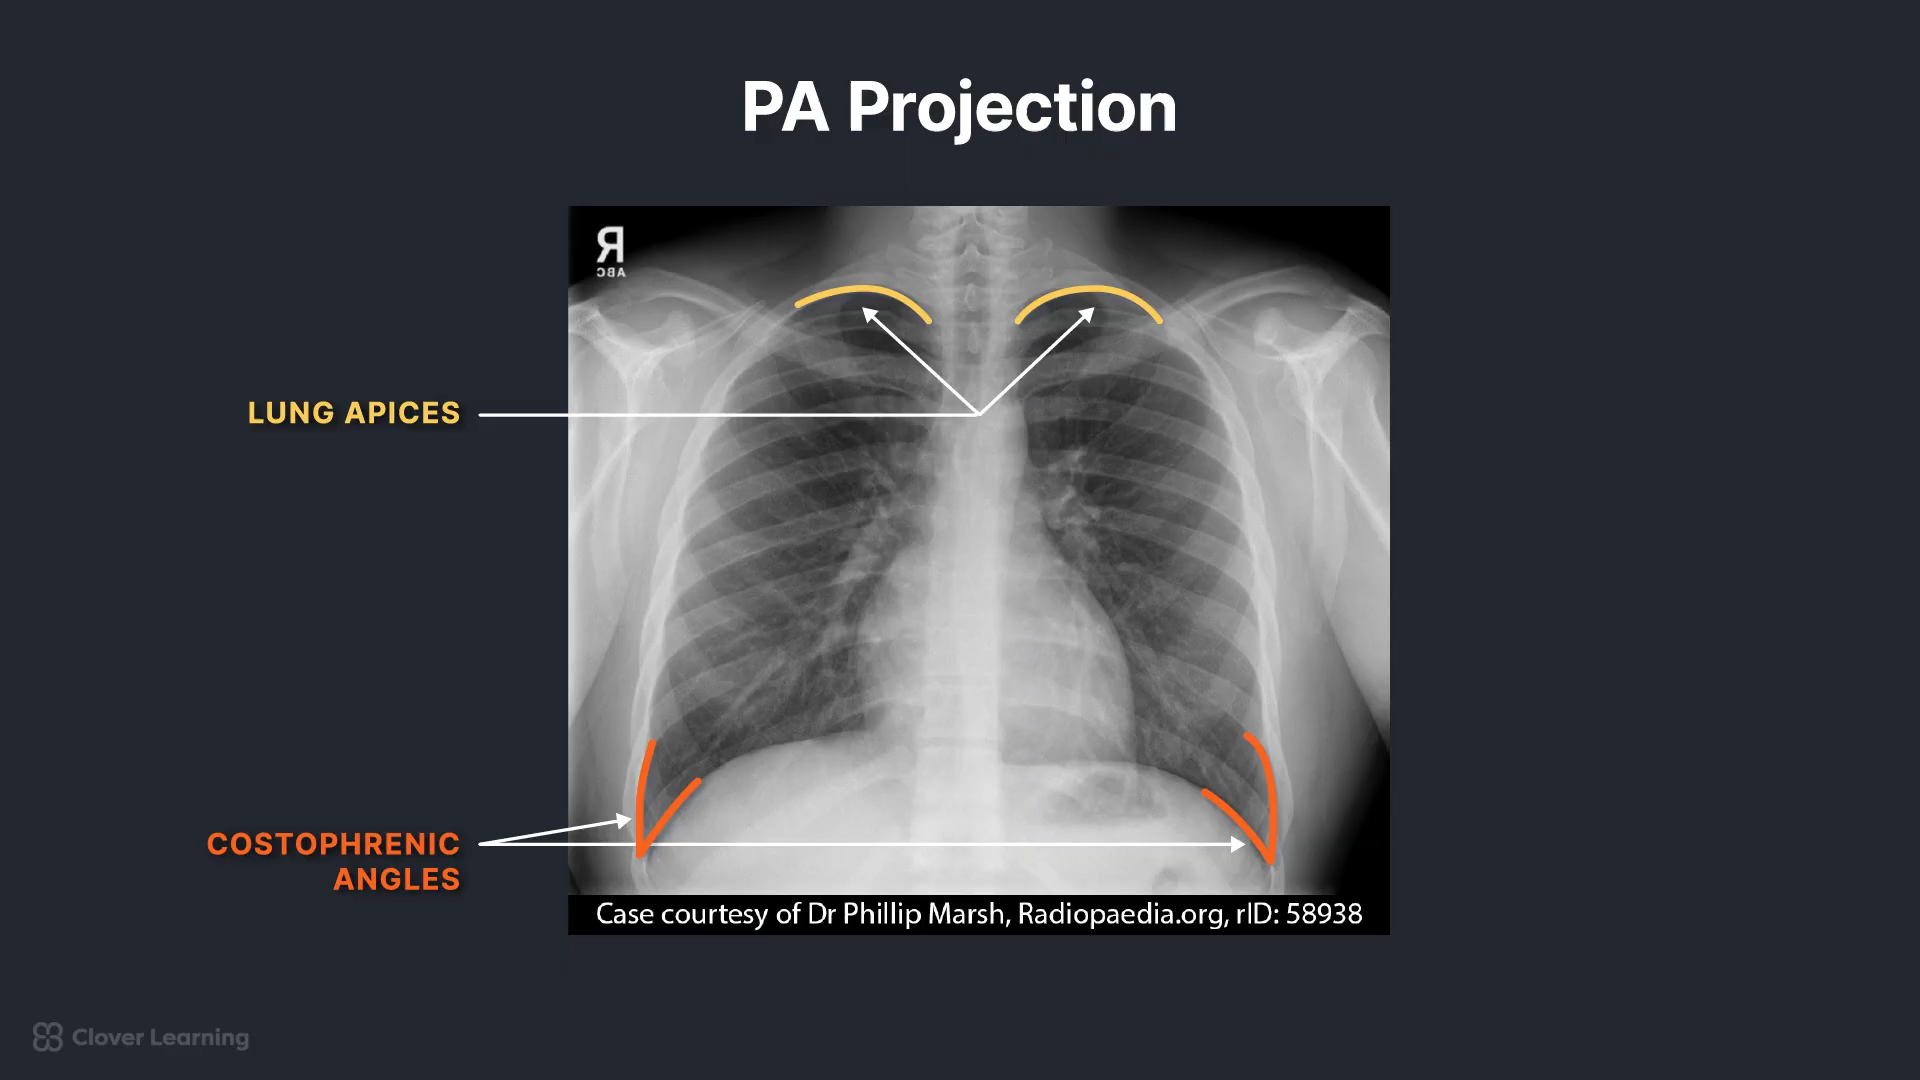 PA Projection
R
ABC
LUNG APICES
COSTOPHRENIC
ANGLES
Case courtesy of Dr Phillip Marsh, Radiopaedia.org, rID: 58938
Clover Learning